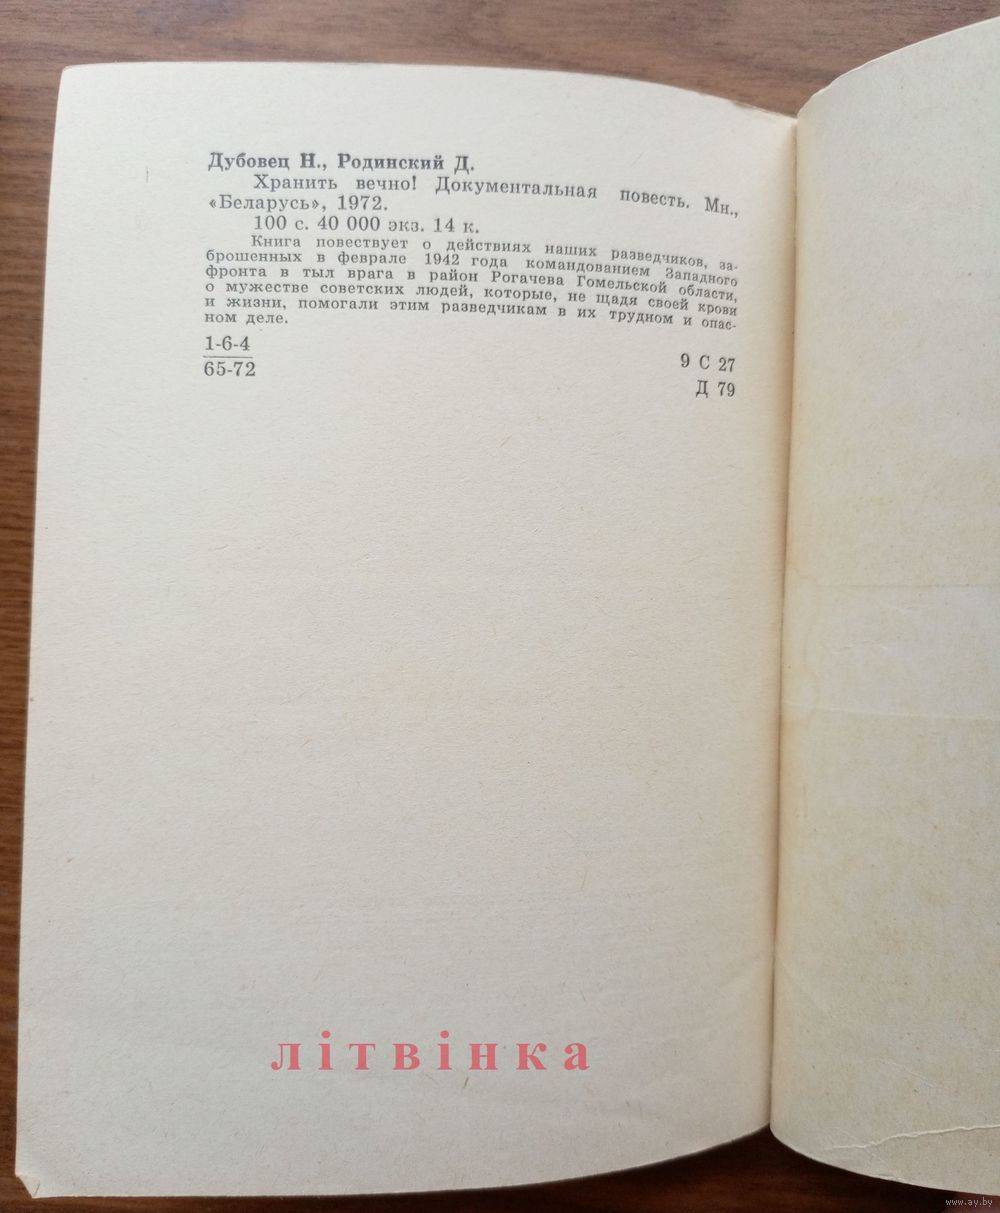 Дубовец Н., Родинский Д.
Хранить вечно! Документальная повесть. Мн.,
«Беларусь», 1972.
100 с. 40 000 экз. 14 к.
Книга повествует о действиях наших разведчиков, за-
брошенных в феврале 1942 года командованием Западного
фронта в тыл врага в район Рогачева Гомельской области,
о мужестве советских людей, которые, не щадя своей крови
и жизни, помогали этим разведчикам в их трудном и опас-
ном деле.
1-6-4
65-72
9 С 27
Д 79
літвінка
www.ay.by